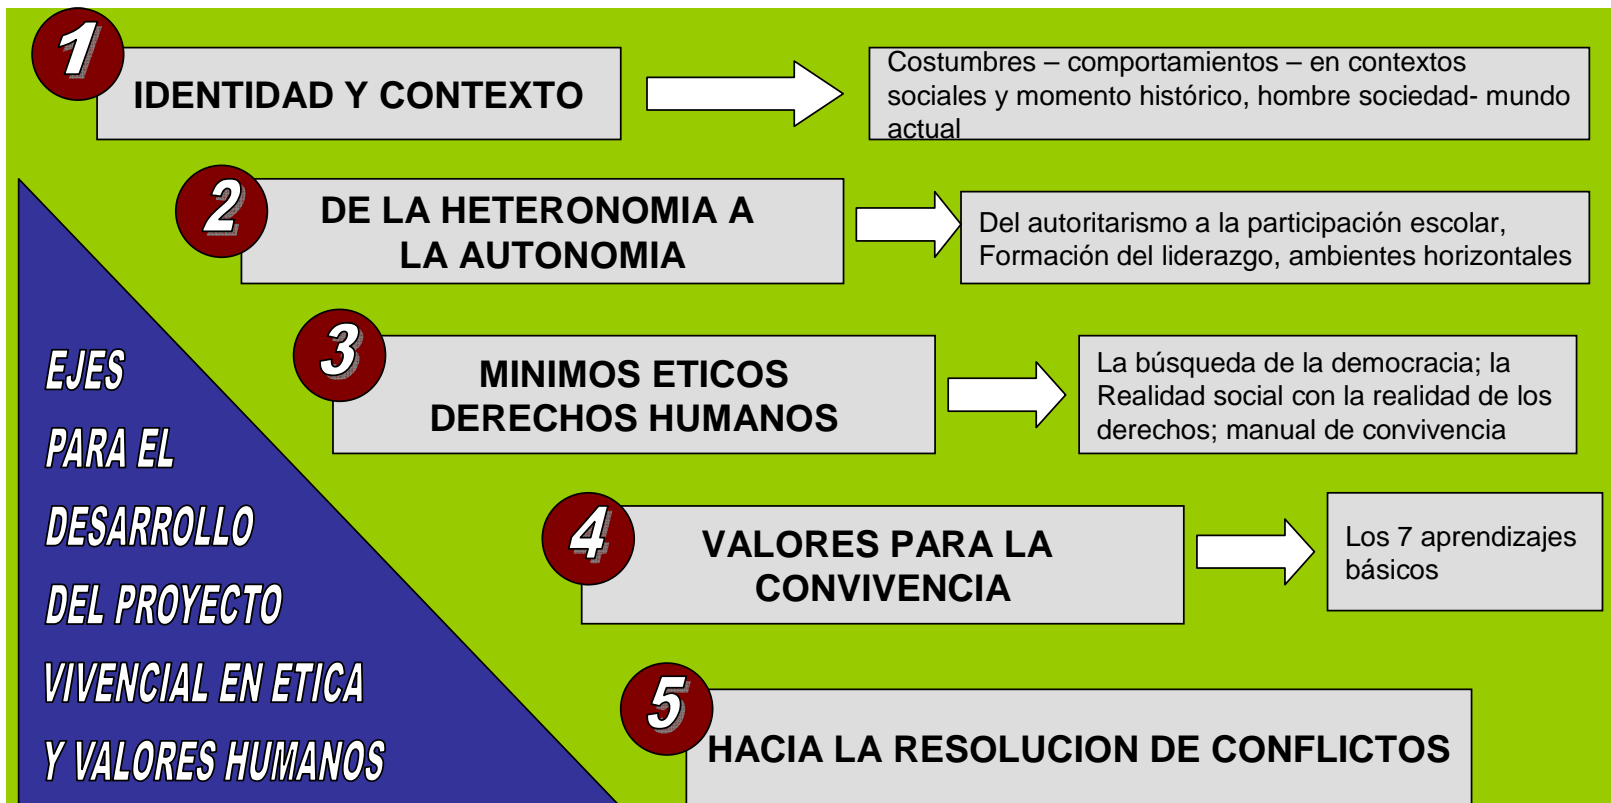 1
IDENTIDAD Y CONTEXTO
Costumbres – comportamientos – en contextos
sociales y momento histórico, hombre sociedad- mundo
actual
2
DE LA HETERONOMIA A
LA AUTONOMIA
Del autoritarismo a la participación escolar,
Formación del liderazgo, ambientes horizontales
3
MINIMOS ETICOS
DERECHOS HUMANOS
La búsqueda de la democracia; la
Realidad social con la realidad de los
derechos; manual de convivencia
4
VALORES PARA LA
CONVIVENCIA
Los 7 aprendizajes
básicos
5
HACIA LA RESOLUCION DE CONFLICTOS
EJES
PARA EL
DESARROLLO
DEL PROYECTO
VIVENCIAL EN ETICA
Y VALORES HUMANOS